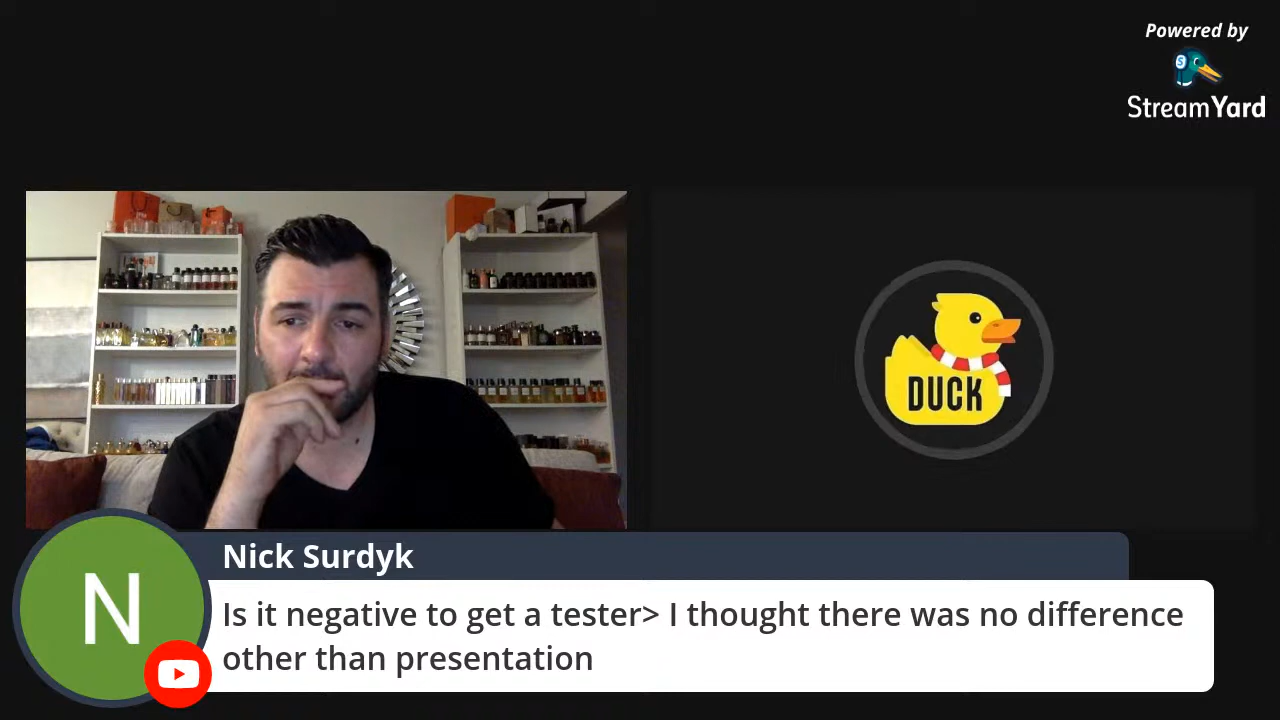 Powered by
StreamYard
DUCK
Nick Surdyk
N
Is it negative to get a tester> I thought there was no difference
other than presentation